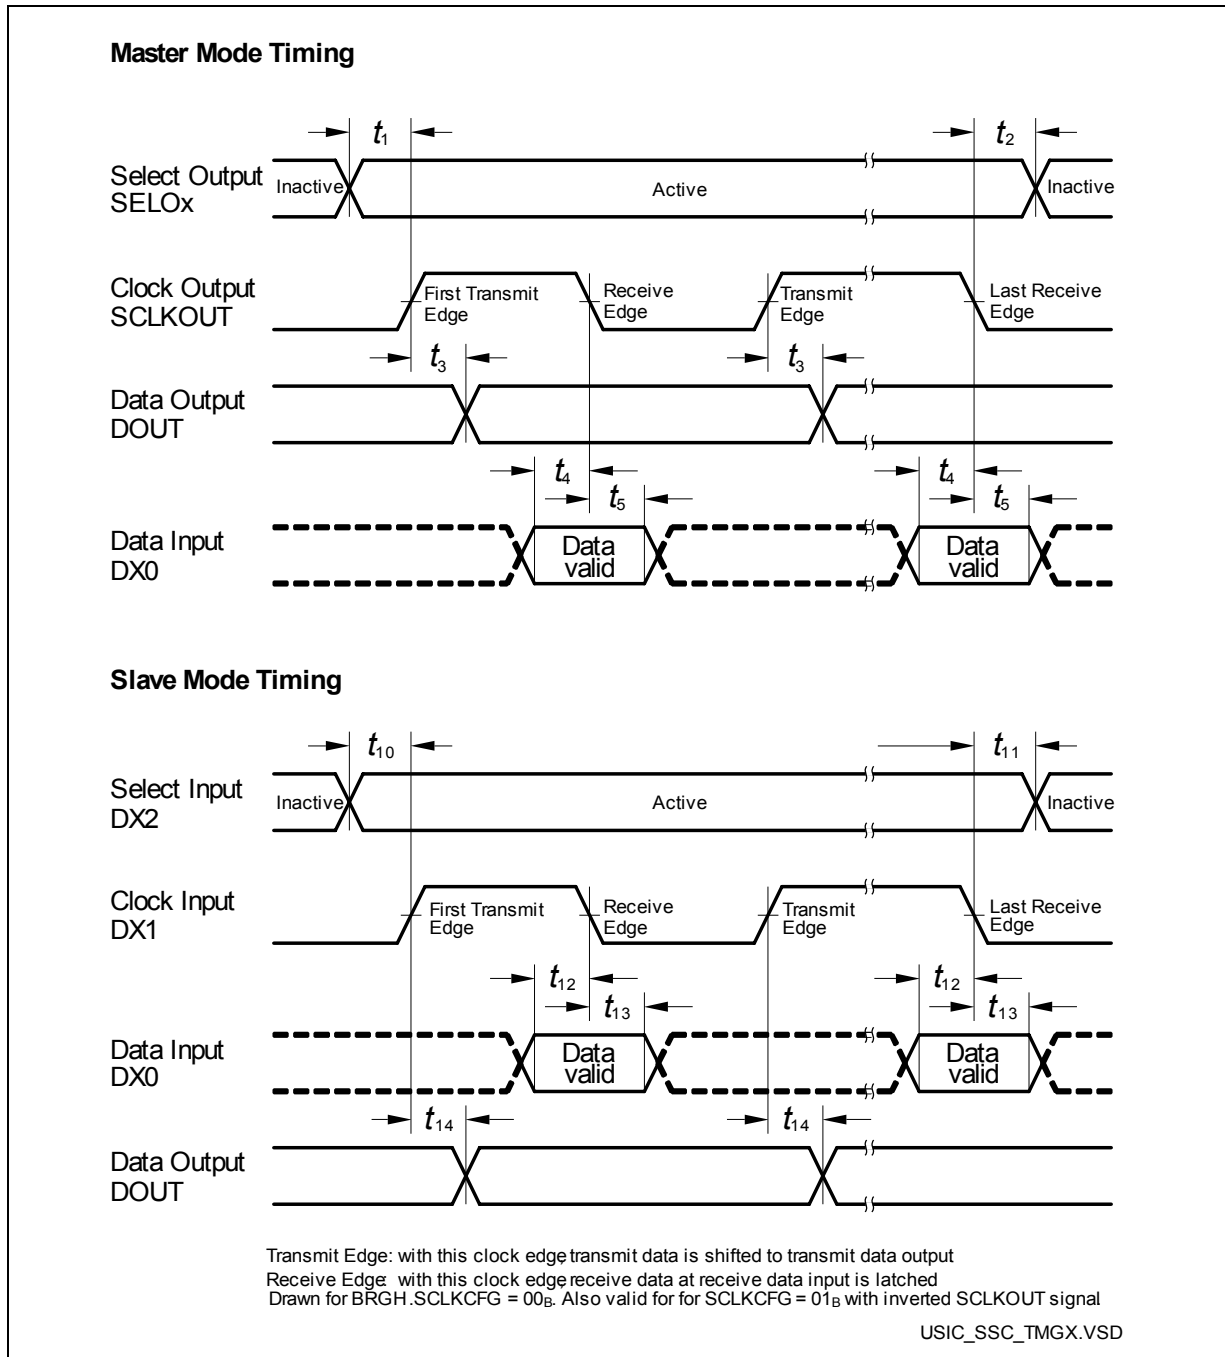 Master Mode Timing
t1
t2
Select Output
SELOx
Inactive
Active
Inactive
Clock Output
SCLKOUT
First Transmit
Edge
Receive
Edge
Transmit
Edge
Last Receive
Edge
t3
t3
Data Output
DOUT
t4
t5
t4
t5
Data Input
DX0
Data
valid
Data
valid
Slave Mode Timing
t10
t11
Select Input
DX2
Inactive
Active
Inactive
Clock Input
DX1
First Transmit
Edge
Receive
Edge
Transmit
Edge
Last Receive
Edge
t12
t13
t12
t13
Data Input
DX0
Data
valid
Data
valid
t14
t14
Data Output
DOUT
Transmit Edge: with this clock edge, transmit data is shifted to transmit data output
Receive Edge: with this clock edge, receive data at receive data input is latched
Drawn for BRGH.SCLKCFG = 00B. Also valid for for SCLKCFG = 01B with inverted SCLKOUT signal.
USIC_SSC_TMGX.VSD